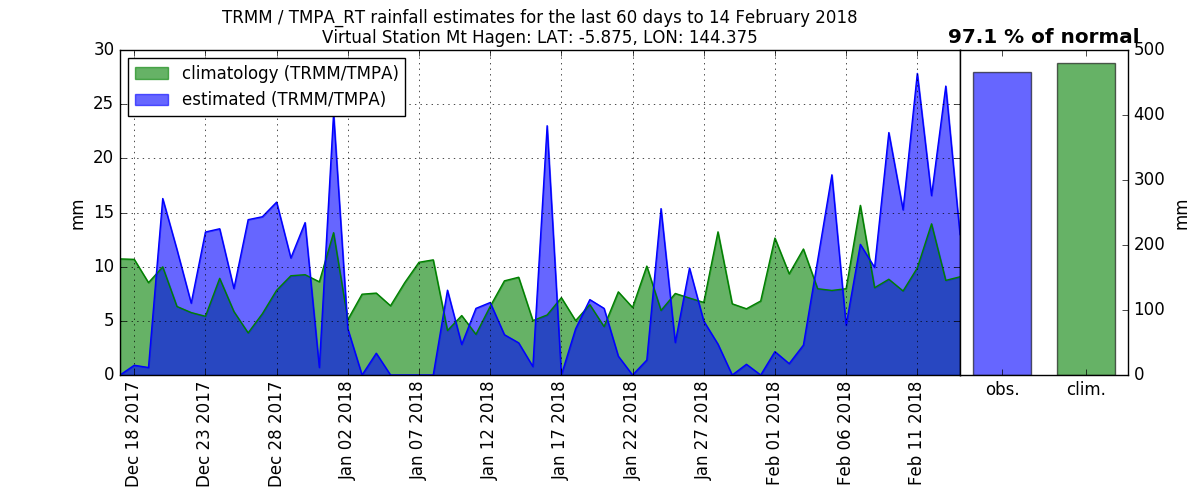 TRMM / TMPA_RT rainfall estimates for the last 60 days to 14 February 2018
Virtual Station Mt Hagen: LAT: -5.875, LON: 144.375
97.1 % of normal
climatology (TRMM/TMPA)
estimated (TRMM/TMPA)
30
25
20
15
10
5
0
mm
Dec 18 2017
Dec 23 2017
Dec 28 2017
Jan 02 2018
Jan 07 2018
Jan 12 2018
Jan 17 2018
Jan 22 2018
Jan 27 2018
Feb 01 2018
Feb 06 2018
Feb 11 2018
500
400
300
200
100
0
mm
obs.
clim.